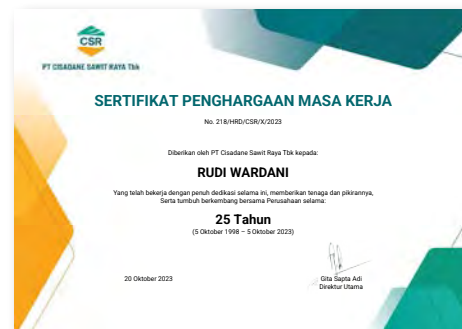 CSR
PT CISADANE SAWIT RAYA Tbk
SERTIFIKAT PENGHARGAAN MASA KERJA
No. 218/HRD/CSR/X/2023
Diberikan oleh PT Cisadane Sawit Raya Tbk kepada:
RUDI WARDANI
Yang telah bekerja dengan penuh dedikasi selama ini, memberikan tenaga dan pikirannya,
Serta tumbuh berkembang bersama Perusahaan selama:
25 Tahun
(5 Oktober 1998 – 5 Oktober 2023)
20 Oktober 2023
Gita Sapta Adi
Direktur Utama